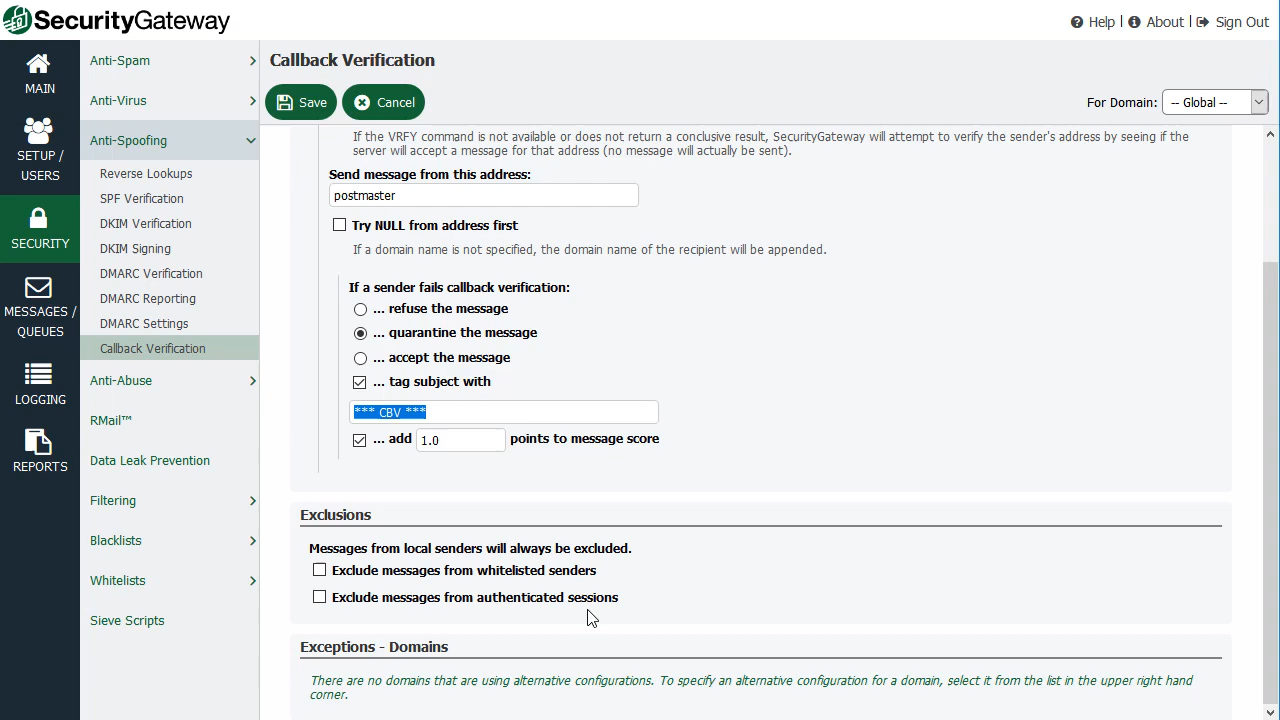 SecurityGateway
Help | About | Sign Out
MAIN
SETUP /
USERS
SECURITY
MESSAGES /
QUEUES
LOGGING
REPORTS
Anti-Spam
Anti-Virus
Anti-Spoofing
Reverse Lookups
SPF Verification
DKIM Verification
DKIM Signing
DMARC Verification
DMARC Reporting
DMARC Settings
Callback Verification
Anti-Abuse
RMail™
Data Leak Prevention
Filtering
Blacklists
Whitelists
Sieve Scripts
Callback Verification
Save Cancel
For Domain: -- Global --
If the VRFY command is not available or does not return a conclusive result, SecurityGateway will attempt to verify the sender's address by seeing if the
server will accept a message for that address (no message will actually be sent).
Send message from this address:
postmaster
Try NULL from address first
If a domain name is not specified, the domain name of the recipient will be appended.
If a sender fails callback verification:
... refuse the message
... quarantine the message
... accept the message
... tag subject with
*** CBV ***
... add 1.0 points to message score
Exclusions
Messages from local senders will always be excluded.
Exclude messages from whitelisted senders
Exclude messages from authenticated sessions
Exceptions - Domains
There are no domains that are using alternative configurations. To specify an alternative configuration for a domain, select it from the list in the upper right hand
corner.